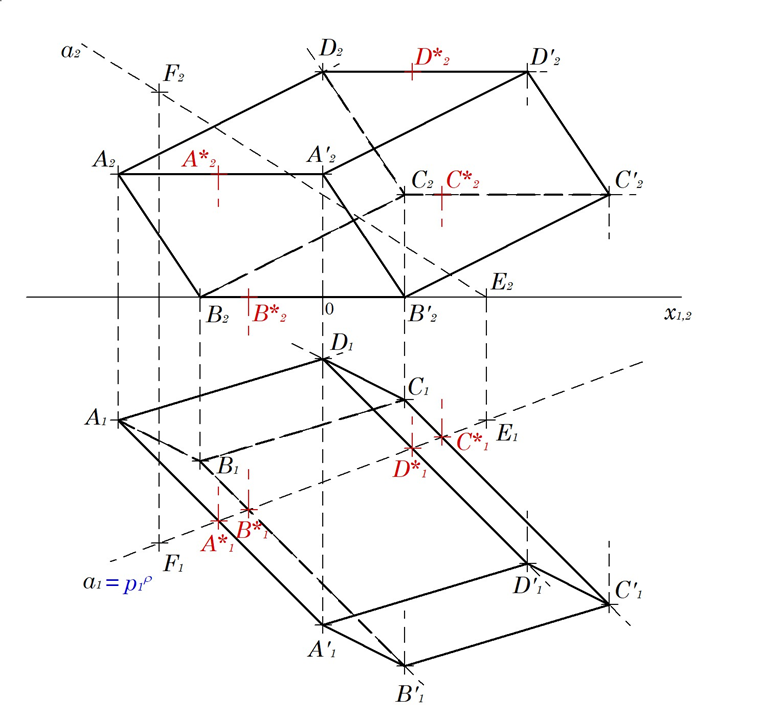 a₂
F₂
D₂
D*₂
D'₂
A₂
A*₂
A'₂
C₂
C*₂
C'₂
E₂
B₂
B*₂
0
B'₂
x₁,₂
D₁
A₁
C₁
B₁
E₁
C*₁
D*₁
A*₁
B*₁
F₁
a₁ = p₁ᵖ
D'₁
C'₁
A'₁
B'₁